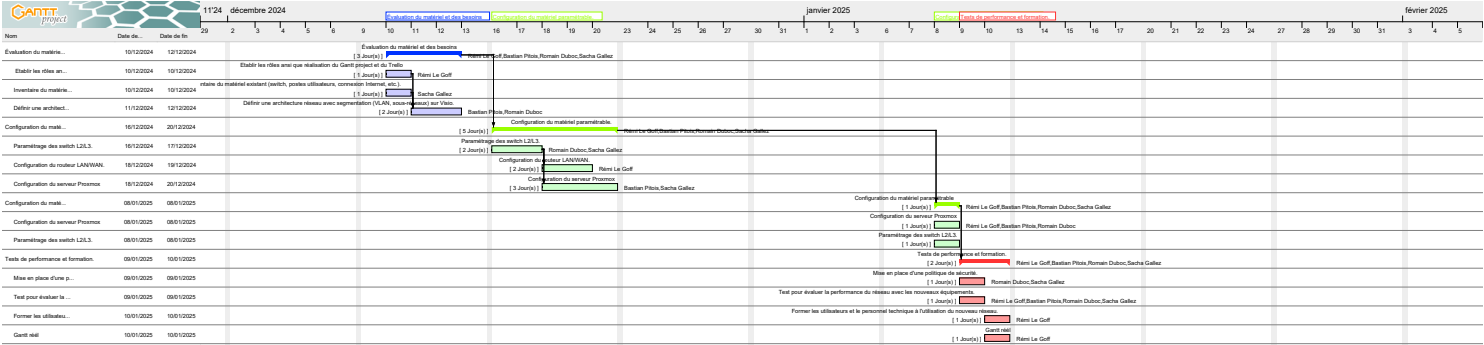 GANTT project
11'24 décembre 2024 janvier 2025 février 2025
Évaluation du matériel et des besoins Configuration du matériel paramétrable. Tests de performance et formation.
29 2 3 4 5 6 9 10 11 12 13 16 17 18 19 20 23 24 25 26 27 30 31 1 2 3 6 7 8 9 10 13 14 15 16 17 20 21 22 23 24 27 28 29 30 31 3 4 5
Nom Date de... Date de fin
Évaluation du matérie... 10/12/2024 12/12/2024 Évaluation du matériel et des besoins [ 3 Jour(s) ] Rémi Le Goff,Bastian Pitois,Romain Duboc,Sacha Gallez
Etablir les rôles an... 10/12/2024 10/12/2024 Etablir les rôles ansi que réalisation du Gantt project et du Trello [ 1 Jour(s) ] Rémi Le Goff
Inventaire du matérie... 10/12/2024 10/12/2024 ntaire du matériel existant (switch, postes utilisateurs, connexion Internet, etc.). [ 1 Jour(s) ] Sacha Gallez
Définir une architect... 11/12/2024 12/12/2024 Définir une architecture réseau avec segmentation (VLAN, sous-réseaux) sur Visio. [ 2 Jour(s) ] Bastian Pitois,Romain Duboc
Configuration du maté... 16/12/2024 20/12/2024 Configuration du matériel paramétrable. [ 5 Jour(s) ] Rémi Le Goff,Bastian Pitois,Romain Duboc,Sacha Gallez
Paramétrage des switch L2/L3. 16/12/2024 17/12/2024 Paramétrage des switch L2/L3. [ 2 Jour(s) ] Romain Duboc,Sacha Gallez
Configuration du routeur LAN/WAN. 18/12/2024 19/12/2024 Configuration du routeur LAN/WAN. [ 2 Jour(s) ] Rémi Le Goff
Configuration du serveur Proxmox 18/12/2024 20/12/2024 Configuration du serveur Proxmox [ 3 Jour(s) ] Bastian Pitois,Sacha Gallez
Configuration du maté... 08/01/2025 08/01/2025 Configuration du matériel paramétrable [ 1 Jour(s) ] Rémi Le Goff,Bastian Pitois,Romain Duboc,Sacha Gallez
Configuration du serveur Proxmox 08/01/2025 08/01/2025 Configuration du serveur Proxmox [ 1 Jour(s) ] Rémi Le Goff,Bastian Pitois,Romain Duboc
Paramétrage des switch L2/L3. 08/01/2025 08/01/2025 Paramétrage des switch L2/L3. [ 1 Jour(s) ]
Tests de performance et formation. 09/01/2025 10/01/2025 Tests de performance et formation. [ 2 Jour(s) ] Rémi Le Goff,Bastian Pitois,Romain Duboc,Sacha Gallez
Mise en place d'une p... 09/01/2025 09/01/2025 Mise en place d'une politique de sécurité. [ 1 Jour(s) ] Romain Duboc,Sacha Gallez
Test pour évaluer la ... 09/01/2025 09/01/2025 Test pour évaluer la performance du réseau avec les nouveaux équipements. [ 1 Jour(s) ] Rémi Le Goff,Bastian Pitois,Romain Duboc,Sacha Gallez
Former les utilisateu... 10/01/2025 10/01/2025 Former les utilisateurs et le personnel technique à l'utilisation du nouveau réseau. [ 1 Jour(s) ] Rémi Le Goff
Gantt réél 10/01/2025 10/01/2025 Gantt réél [ 1 Jour(s) ] Rémi Le Goff